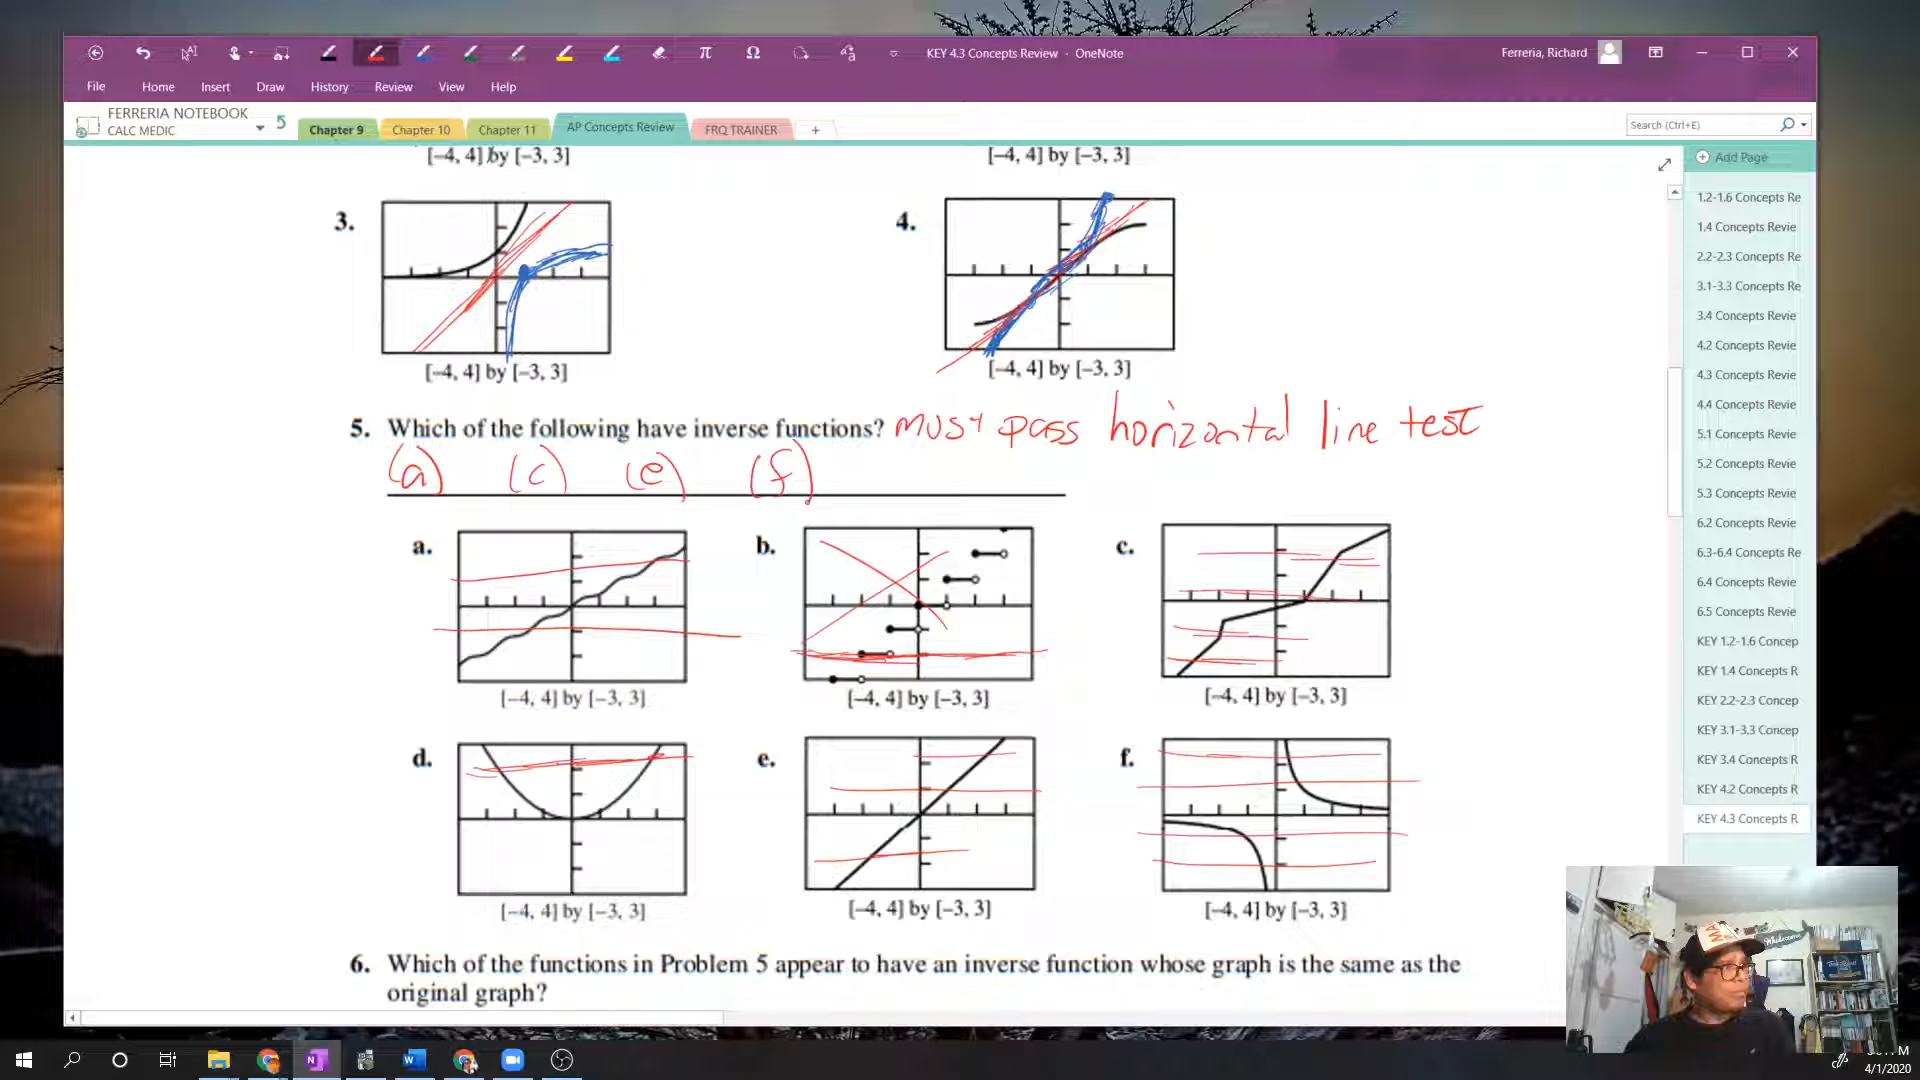 KEY 4.3 Concepts Review - OneNote
Ferreria, Richard
File Home Insert Draw History Review View Help
FERRERIA NOTEBOOK
CALC MEDIC
5
Chapter 9 Chapter 10 Chapter 11 AP Concepts Review FRQ TRAINER +
Search (Ctrl+E)
Add Page
[–4, 4] by [–3, 3] [–4, 4] by [–3, 3]
3. 4.
[–4, 4] by [–3, 3] [–4, 4] by [–3, 3]
5. Which of the following have inverse functions? must pass horizontal line test
(a) (c) (e) (f)
a. b. c.
[–4, 4] by [–3, 3] [–4, 4] by [–3, 3] [–4, 4] by [–3, 3]
d. e. f.
[–4, 4] by [–3, 3] [–4, 4] by [–3, 3] [–4, 4] by [–3, 3]
6. Which of the functions in Problem 5 appear to have an inverse function whose graph is the same as the
original graph?
1.2-1.6 Concepts Re
1.4 Concepts Revie
2.2-2.3 Concepts Re
3.1-3.3 Concepts Re
3.4 Concepts Revie
4.2 Concepts Revie
4.3 Concepts Revie
4.4 Concepts Revie
5.1 Concepts Revie
5.2 Concepts Revie
5.3 Concepts Revie
6.2 Concepts Revie
6.3-6.4 Concepts Re
6.4 Concepts Revie
6.5 Concepts Revie
KEY 1.2-1.6 Concep
KEY 1.4 Concepts R
KEY 2.2-2.3 Concep
KEY 3.1-3.3 Concep
KEY 3.4 Concepts R
KEY 4.2 Concepts R
KEY 4.3 Concepts R
4/1/2020